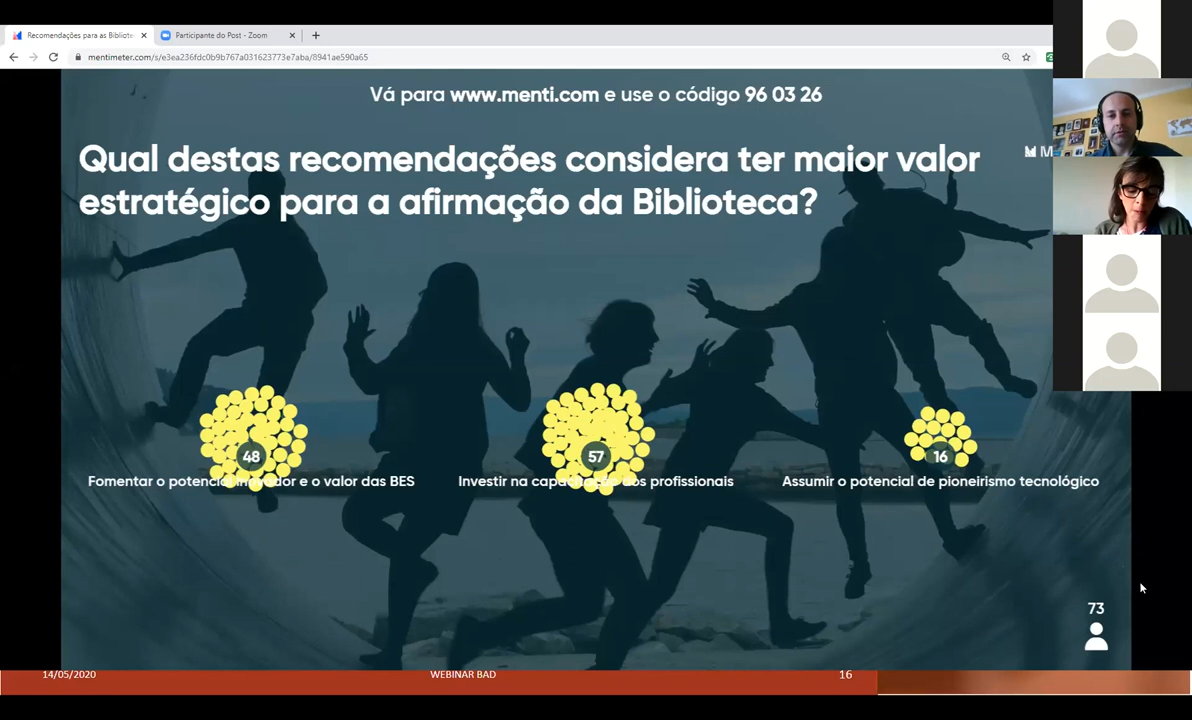 Recomendações para as Bibliote
Participante do Post - Zoom
mentimeter.com/s/e3ea236fdc0b9b767a031623773e7aba/8941ae590a65
Vá para www.menti.com e use o código 96 03 26
M
Qual destas recomendações considera ter maior valor
estratégico para a afirmação da Biblioteca?
48
57
16
Fomentar o potencial inovador e o valor das BES
Investir na capacitação dos profissionais
Assumir o potencial de pioneirismo tecnológico
73
14/05/2020
WEBINAR BAD
16